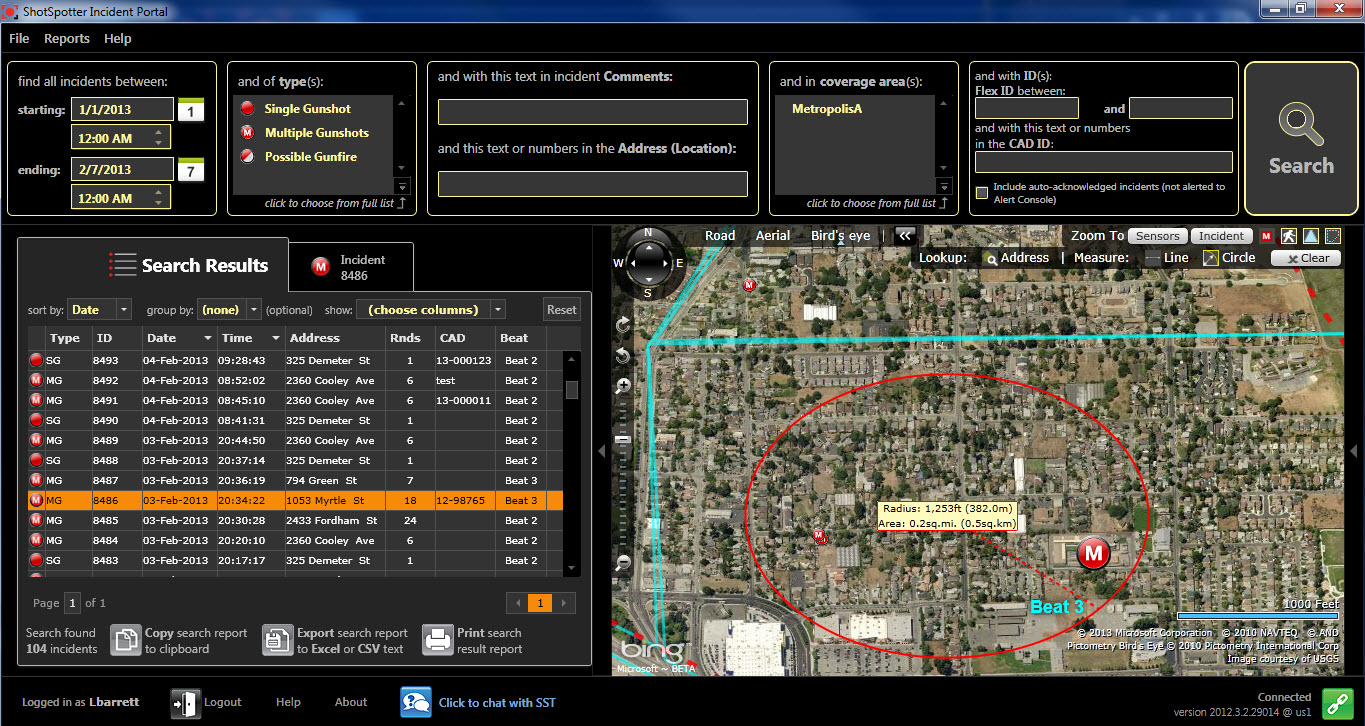 ShotSpotter Incident Portal
File Reports Help
find all incidents between:
starting: 1/1/2013 1
12:00 AM
ending: 2/7/2013 7
12:00 AM
and of type(s):
Single Gunshot
M Multiple Gunshots
Possible Gunfire
click to choose from full list
and with this text in incident Comments:
and this text or numbers in the Address (Location):
and in coverage area(s):
MetropolisA
click to choose from full list
and with ID(s):
Flex ID between:
and
and with this text or numbers
in the CAD ID:
Include auto-acknowledged incidents (not alerted to
Alert Console)
Search
Search Results
M Incident
8486
sort by: Date group by: (none) (optional) show: (choose columns) Reset
Type ID Date Time Address Rnds CAD Beat
SG 8493 04-Feb-2013 09:28:43 325 Demeter St 1 13-000123 Beat 2
M MG 8492 04-Feb-2013 08:52:02 2360 Cooley Ave 6 test Beat 2
M MG 8491 04-Feb-2013 08:45:10 2360 Cooley Ave 6 13-000011 Beat 2
SG 8490 04-Feb-2013 08:41:31 325 Demeter St 1 Beat 2
M MG 8489 03-Feb-2013 20:44:50 2360 Cooley Ave 6 Beat 2
SG 8488 03-Feb-2013 20:37:14 325 Demeter St 1 Beat 2
M MG 8487 03-Feb-2013 20:36:19 794 Green St 7 Beat 3
M MG 8486 03-Feb-2013 20:34:22 1053 Myrtle St 18 12-98765 Beat 3
M MG 8485 03-Feb-2013 20:30:28 2433 Fordham St 24 Beat 2
M MG 8484 03-Feb-2013 20:20:10 2360 Cooley Ave 6 Beat 2
SG 8483 03-Feb-2013 20:17:17 325 Demeter St 1 Beat 2
Page 1 of 1
1
Search found
104 incidents
Copy search report
to clipboard
Export search report
to Excel or CSV text
Print search
result report
N
W E
S
Road Aerial Bird's eye | «
Zoom To Sensors Incident M
Lookup: Address | Measure: Line Circle Clear
M
Radius: 1,253ft (382.0m)
Area: 0.2sq.mi. (0.5sq.km)
M
M
Beat 3
1000 Feet
© 2013 Microsoft Corporation © 2010 NAVTEQ © AND
Pictometry Bird's Eye © 2010 Pictometry International Corp
Image courtesy of USGS
bing
Microsoft ~ BETA
Logged in as Lbarrett
Logout
Help
About
Click to chat with SST
Connected
version 2012.3.2.29014 @ us1